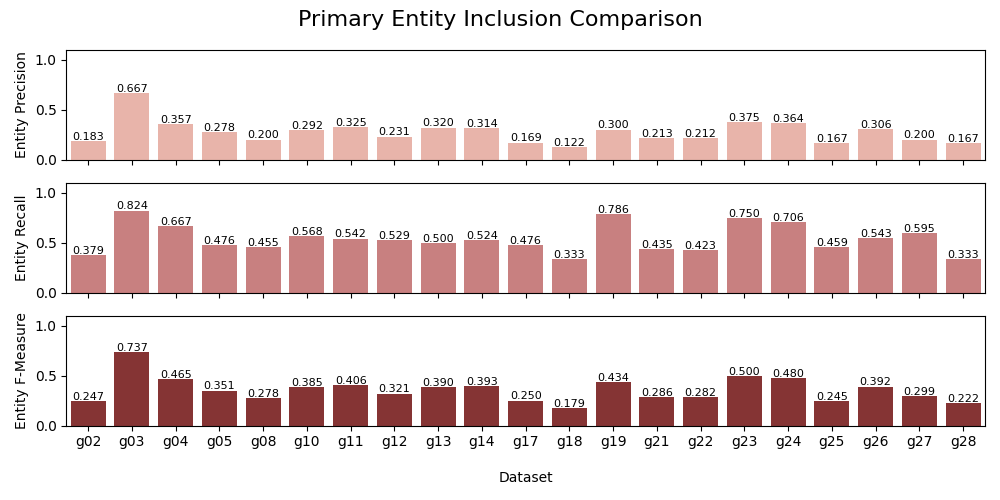 Primary Entity Inclusion Comparison
Entity Precision
1.0
0.5
0.0
0.183 0.667 0.357 0.278 0.200 0.292 0.325 0.231 0.320 0.314 0.169 0.122 0.300 0.213 0.212 0.375 0.364 0.167 0.306 0.200 0.167
Entity Recall
1.0
0.5
0.0
0.379 0.824 0.667 0.476 0.455 0.568 0.542 0.529 0.500 0.524 0.476 0.333 0.786 0.435 0.423 0.750 0.706 0.459 0.543 0.595 0.333
Entity F-Measure
1.0
0.5
0.0
0.247 0.737 0.465 0.351 0.278 0.385 0.406 0.321 0.390 0.393 0.250 0.179 0.434 0.286 0.282 0.500 0.480 0.245 0.392 0.299 0.222
g02 g03 g04 g05 g08 g10 g11 g12 g13 g14 g17 g18 g19 g21 g22 g23 g24 g25 g26 g27 g28
Dataset